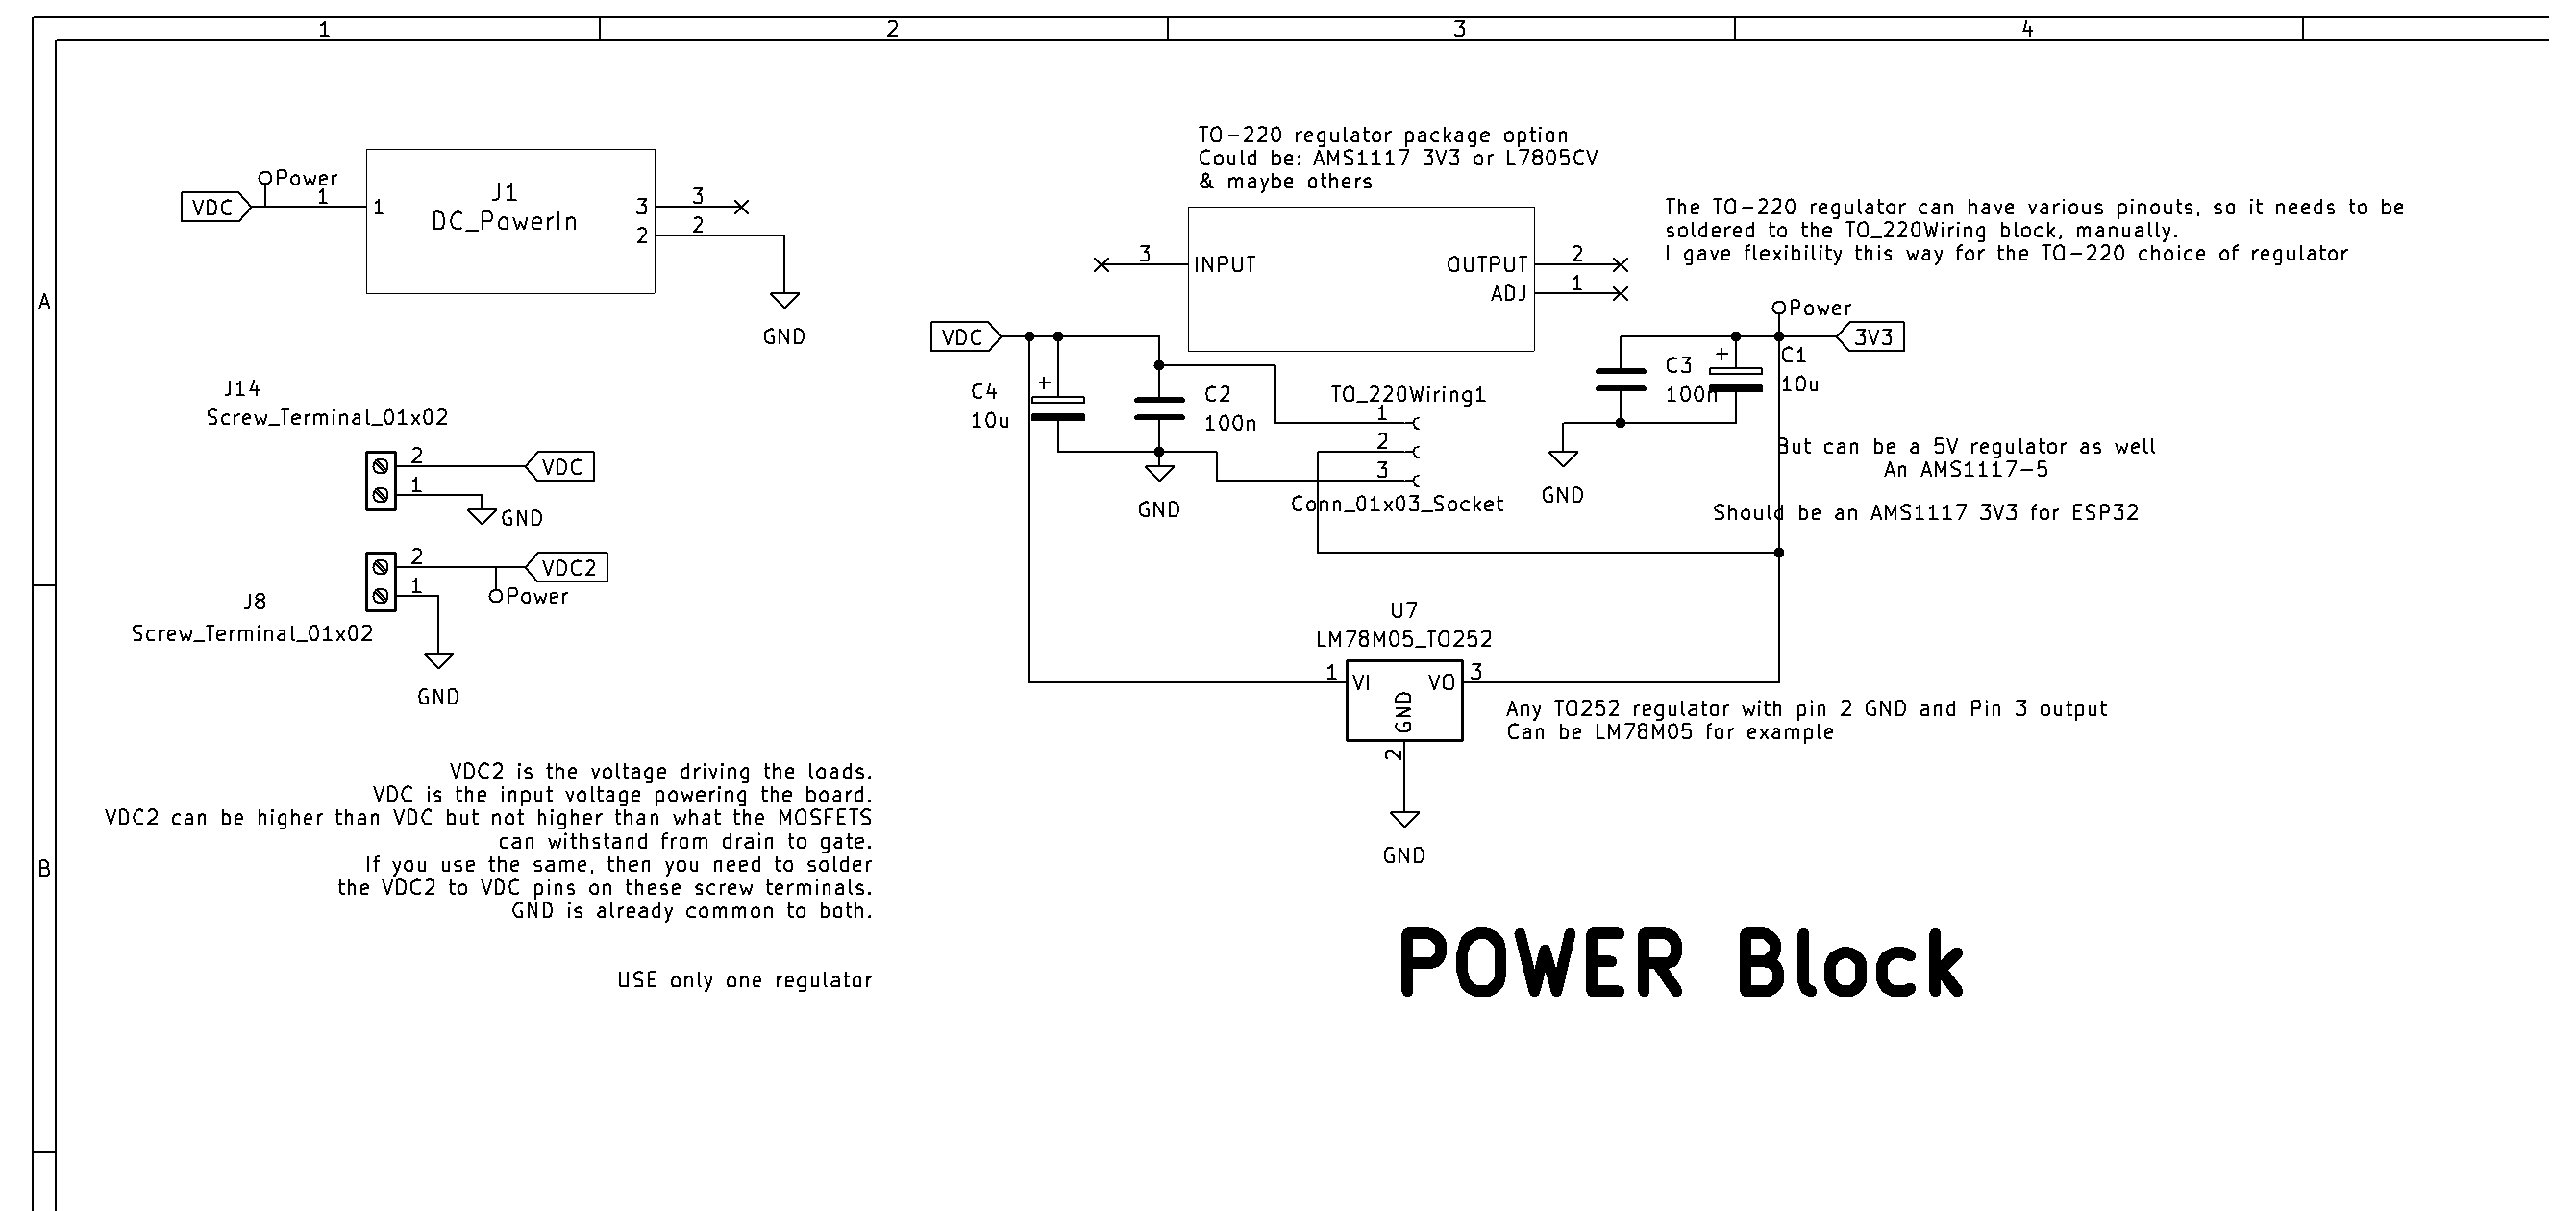 1 2 3 4
A
B
Power
VDC
1
1
J1
DC_PowerIn
3
2
3
2
GND
J14
Screw_Terminal_01x02
2
1
VDC
GND
2
1
VDC2
Power
J8
Screw_Terminal_01x02
GND
VDC2 is the voltage driving the loads.
VDC is the input voltage powering the board.
VDC2 can be higher than VDC but not higher than what the MOSFETS
can withstand from drain to gate.
If you use the same, then you need to solder
the VDC2 to VDC pins on these screw terminals.
GND is already common to both.
USE only one regulator
TO-220 regulator package option
Could be: AMS1117 3V3 or L7805CV
& maybe others
3
INPUT
OUTPUT
ADJ
2
1
The TO-220 regulator can have various pinouts, so it needs to be
soldered to the TO_220Wiring block, manually.
I gave flexibility this way for the TO-220 choice of regulator
VDC
C4
10u
+
C2
100n
GND
TO_220Wiring1
1
2
3
Conn_01x03_Socket
Power
3V3
C3
100n
+
C1
10u
GND
But can be a 5V regulator as well
An AMS1117-5
Should be an AMS1117 3V3 for ESP32
U7
LM78M05_TO252
1
VI
VO
3
GND
2
GND
Any TO252 regulator with pin 2 GND and Pin 3 output
Can be LM78M05 for example
POWER Block